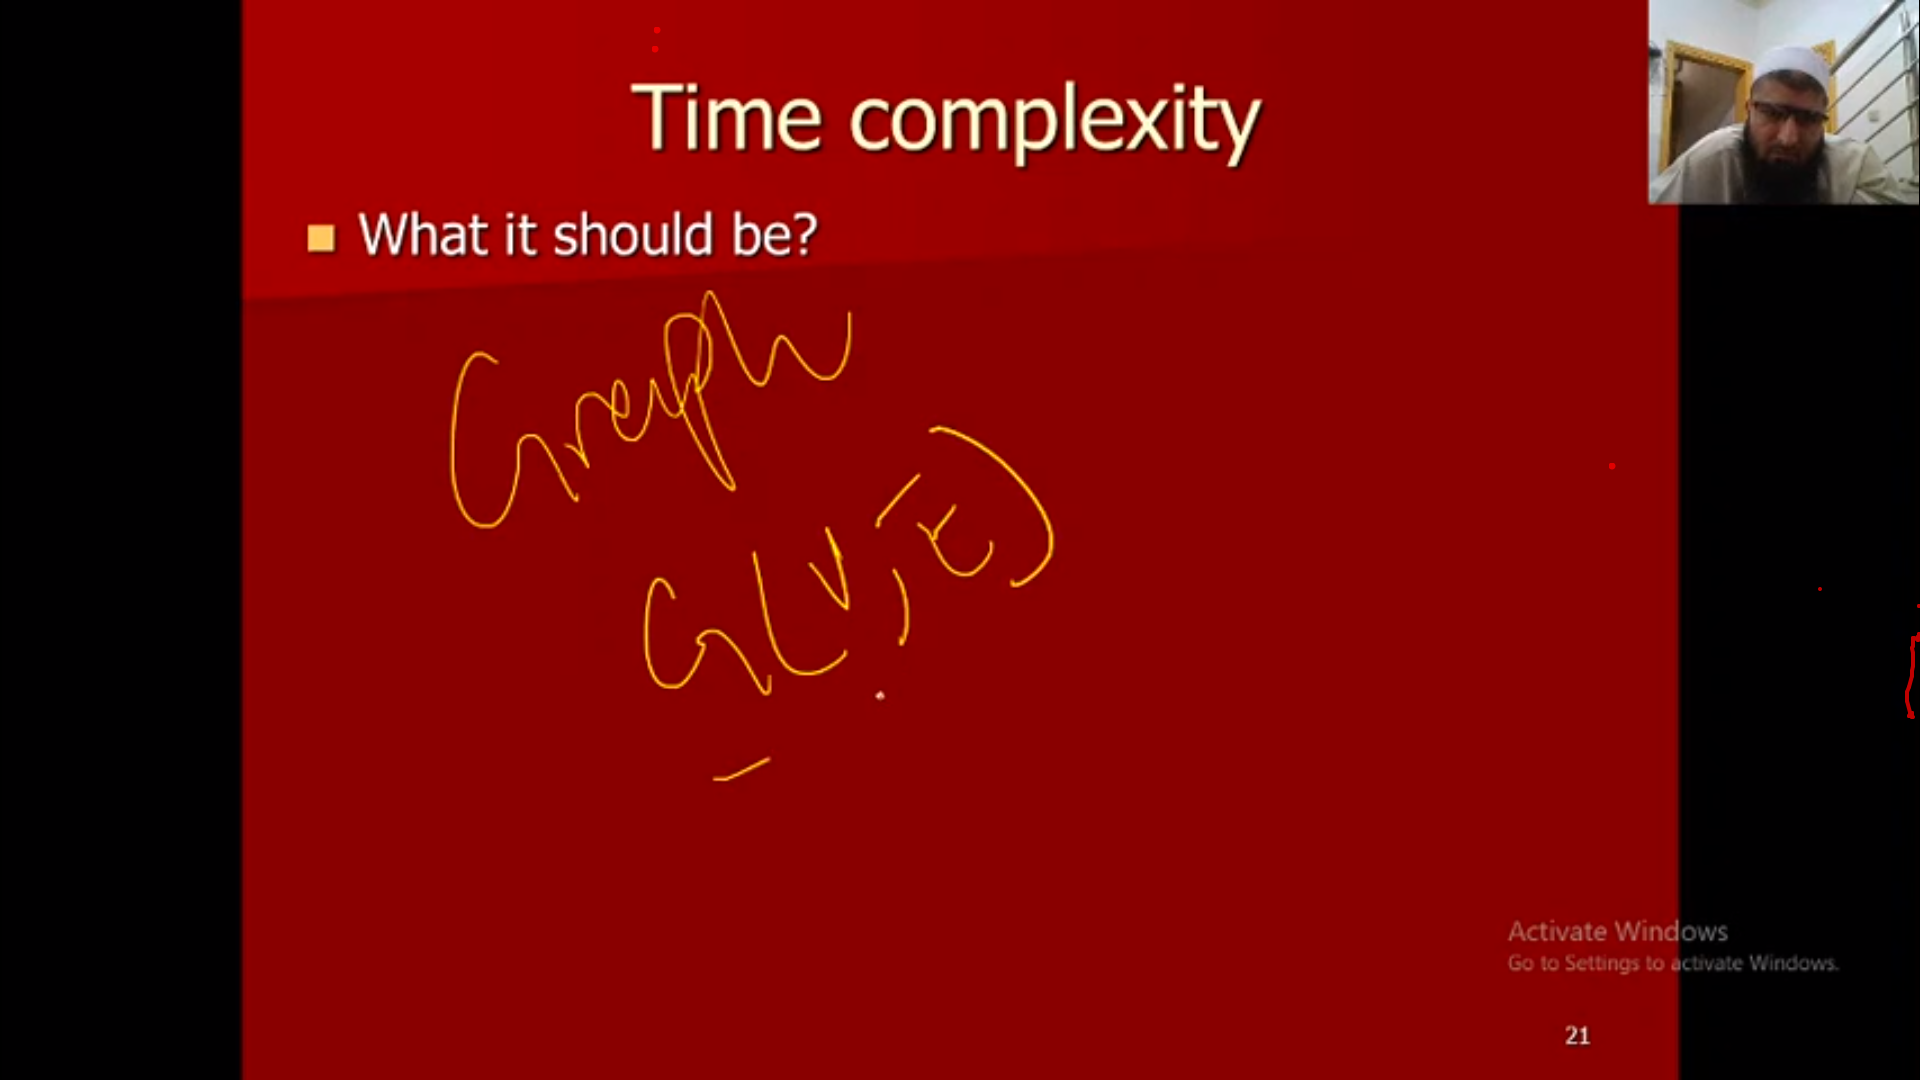 Time complexity
What it should be?
Graph
G(V, E)
Activate Windows
Go to Settings to activate Windows.
21